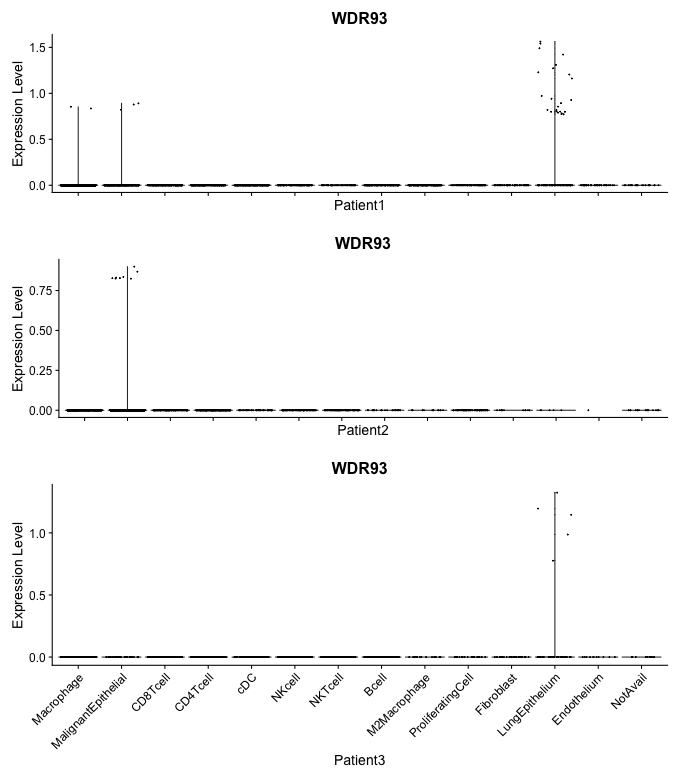 WDR93
Expression Level
1.5
1.0
0.5
0.0
Patient1
WDR93
Expression Level
0.75
0.50
0.25
0.00
Patient2
WDR93
Expression Level
1.0
0.5
0.0
Macrophage
MalignantEpithelial
CD8Tcell
CD4Tcell
cDC
NKcell
NKTcell
Bcell
M2Macrophage
ProliferatingCell
Fibroblast
LungEpithelium
Endothelium
NotAvail
Patient3